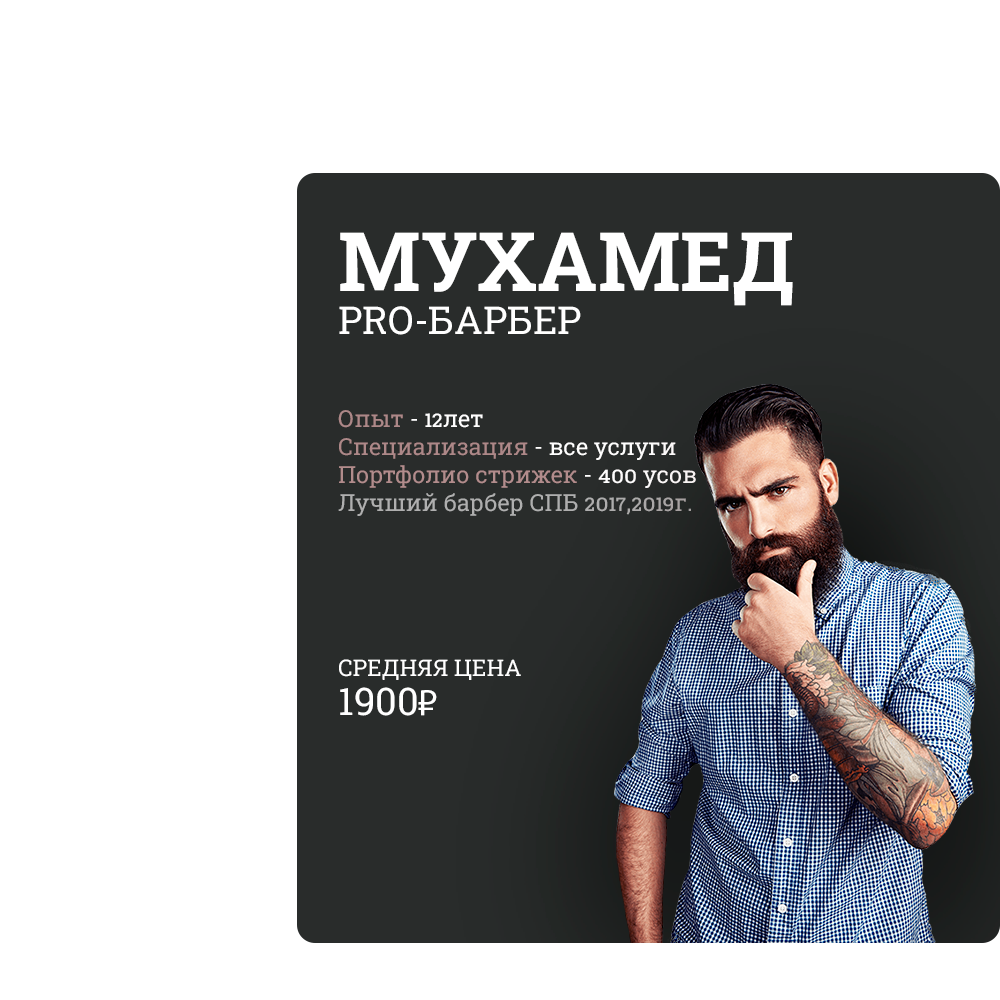 МУХАМЕД
PRO-БАРБЕР
Опыт - 12лет
Специализация - все услуги
Портфолио стрижек - 400 усов
Лучший барбер СПБ 2017,2019г.
СРЕДНЯЯ ЦЕНА
1900₽